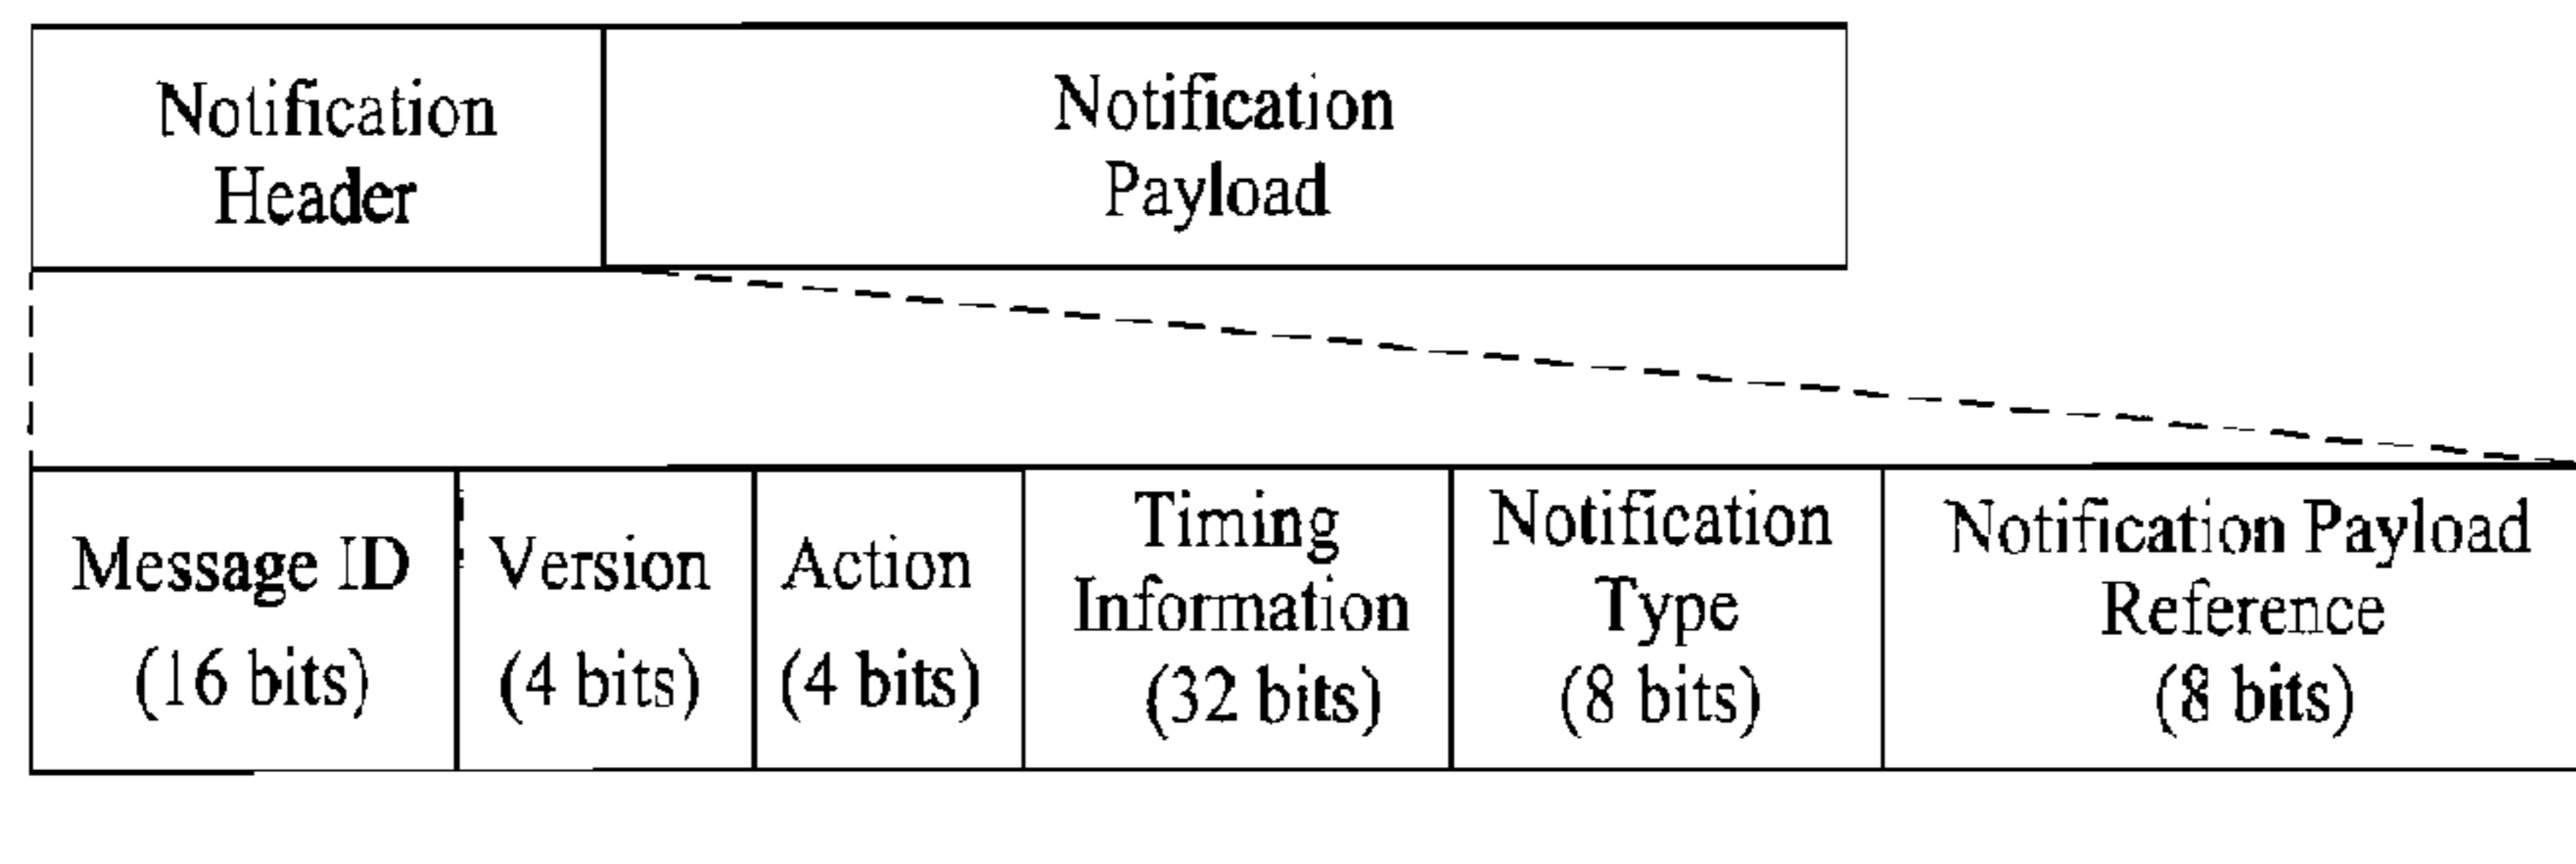 Notification
Header
Notification
Payload
Message ID
(16 bits)
Version
(4 bits)
Action
(4 bits)
Timing
Information
(32 bits)
Notification
Type
(8 bits)
Notification Payload
Reference
(8 bits)